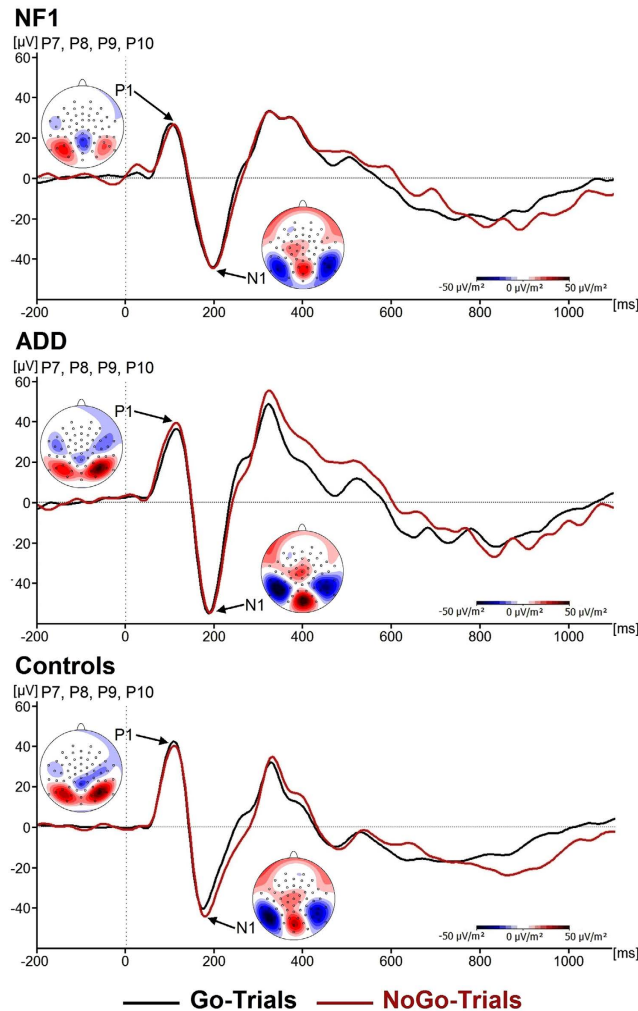 NF1
[µV] P7, P8, P9, P10
60
40
20
0
-20
-40
P1
N1
-50 µV/m² 0 µV/m² 50 µV/m²
-200 0 200 400 600 800 1000 [ms]
ADD
[µV] P7, P8, P9, P10
60
40
20
0
-20
-40
P1
N1
-50 µV/m² 0 µV/m² 50 µV/m²
-200 0 200 400 600 800 1000 [ms]
Controls
[µV] P7, P8, P9, P10
60
40
20
0
-20
-40
P1
N1
-50 µV/m² 0 µV/m² 50 µV/m²
-200 0 200 400 600 800 1000 [ms]
Go-Trials NoGo-Trials